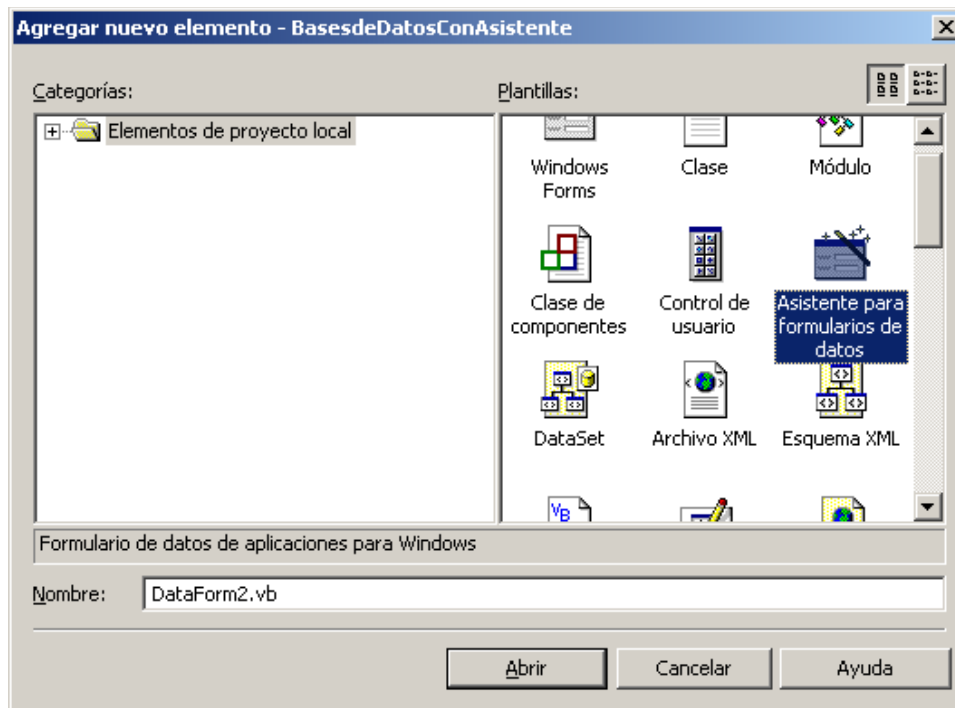 Agregar nuevo elemento - BasesdeDatosConAsistente
Categorías:
Plantillas:
Elementos de proyecto local
Windows
Forms
Clase
Módulo
Clase de
componentes
Control de
usuario
Asistente para
formularios de
datos
DataSet
Archivo XML
Esquema XML
VB
Formulario de datos de aplicaciones para Windows
Nombre:
DataForm2.vb
Abrir
Cancelar
Ayuda